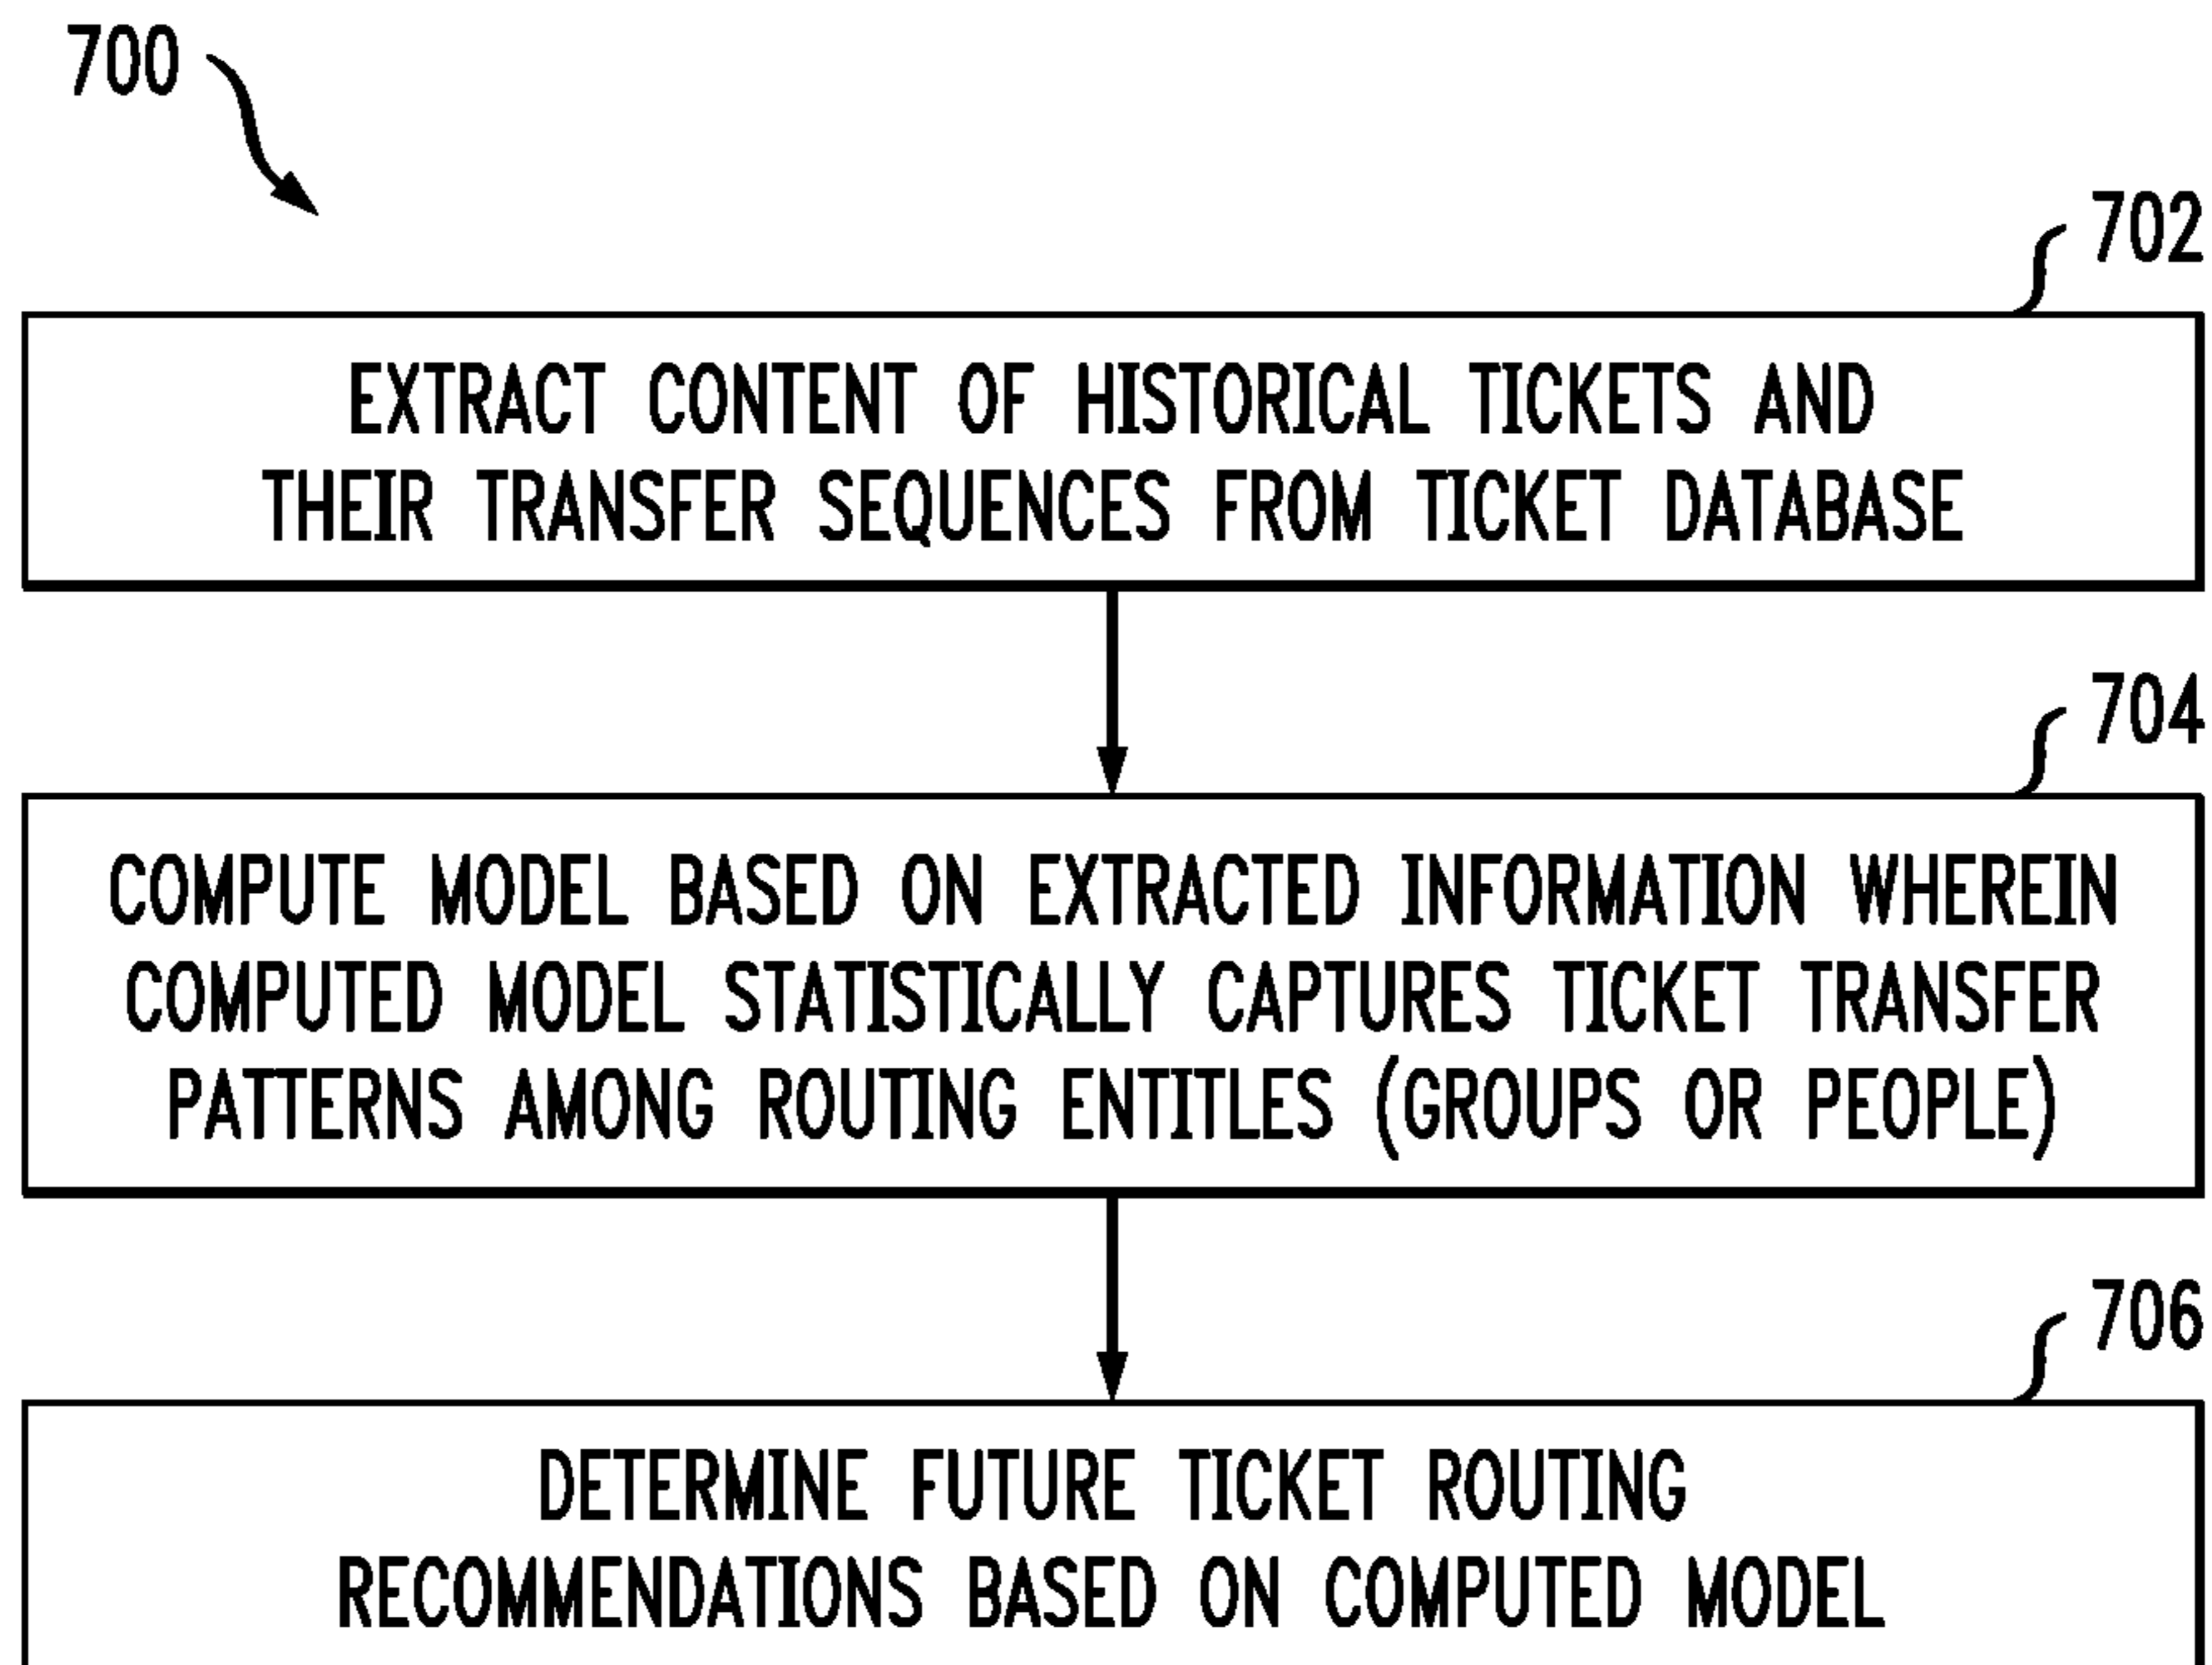 700
702
EXTRACT CONTENT OF HISTORICAL TICKETS AND
THEIR TRANSFER SEQUENCES FROM TICKET DATABASE
704
COMPUTE MODEL BASED ON EXTRACTED INFORMATION WHEREIN
COMPUTED MODEL STATISTICALLY CAPTURES TICKET TRANSFER
PATTERNS AMONG ROUTING ENTITLES (GROUPS OR PEOPLE)
706
DETERMINE FUTURE TICKET ROUTING
RECOMMENDATIONS BASED ON COMPUTED MODEL